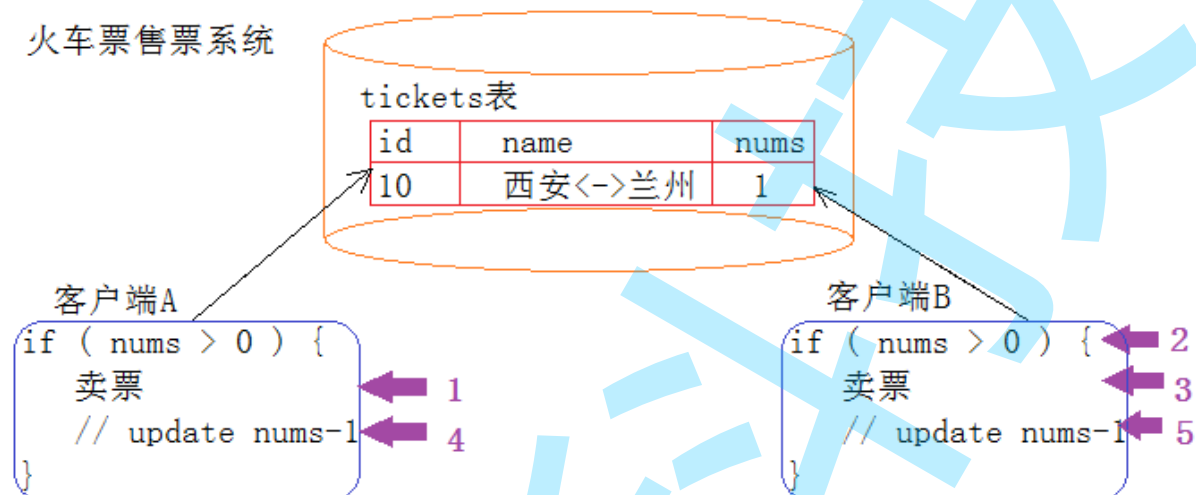 火车票售票系统
tickets表
id name nums
10 西安<->兰州 1
客户端A
if ( nums > 0 ) {
卖票 1
// update nums-1 4
}
客户端B
if ( nums > 0 ) { 2
卖票 3
// update nums-1 5
}